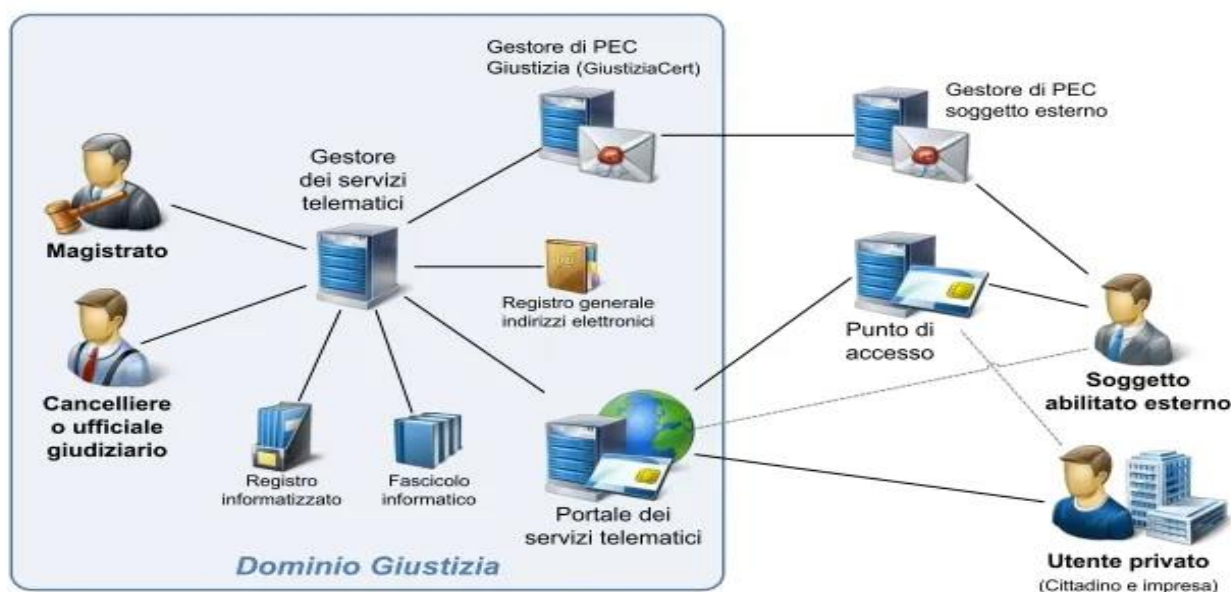 Gestore di PEC
Giustizia (GiustiziaCert)
Gestore di PEC
soggetto esterno
Gestore
dei servizi
telematici
Magistrato
Registro generale
indirizzi elettronici
Punto di
accesso
Cancelliere
o ufficiale
giudiziario
Soggetto
abilitato esterno
Registro
informatizzato
Fascicolo
informatico
Portale dei
servizi telematici
Dominio Giustizia
Utente privato
(Cittadino e impresa)